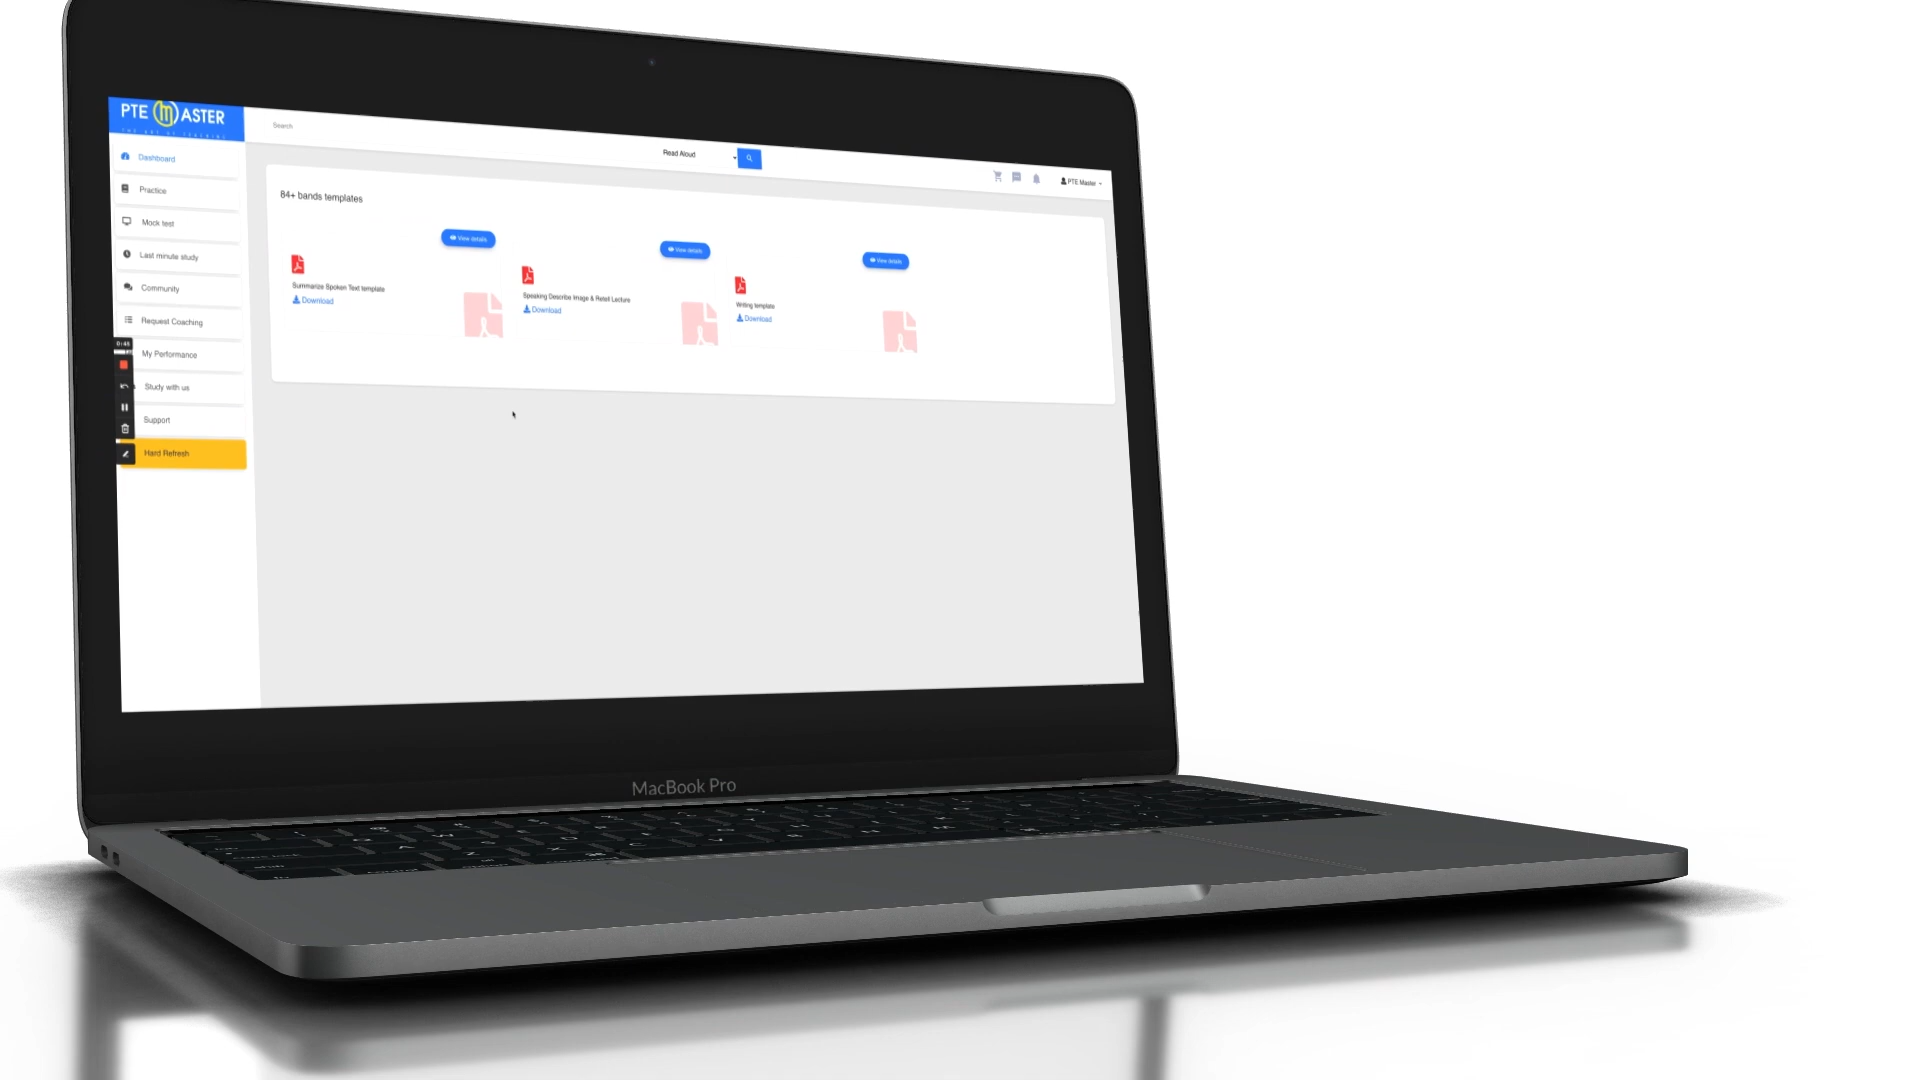 PTE MASTER
Search
Read Aloud
PTE Master
Dashboard
Practice
Mock test
Last minute study
Community
Request Coaching
My Performance
Study with us
Support
Hard Refresh
84+ bands templates
View details
View details
View details
Summarize Spoken Text template
Download
Speaking Describe Image & Retell Lecture
Download
Writing template
Download
MacBook Pro